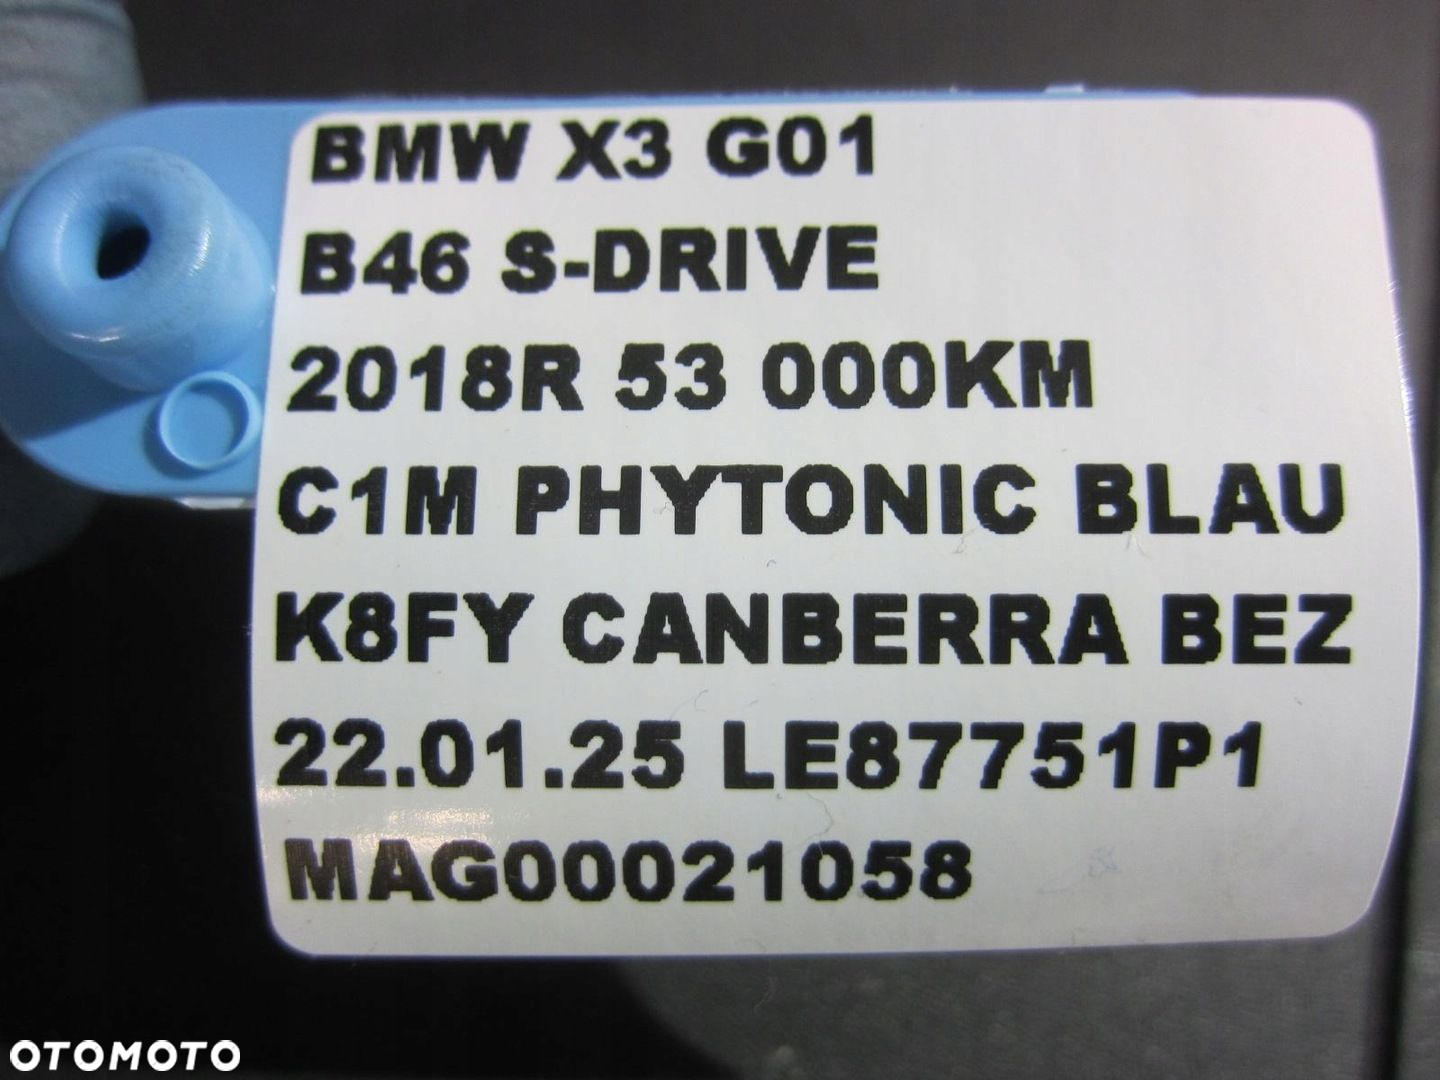 BMW X3 G01
B46 S-DRIVE
2018R 53 000KM
C1M PHYTONIC BLAU
K8FY CANBERRA BEZ
22.01.25 LE87751P1
MAG00021058
OTOMOTO